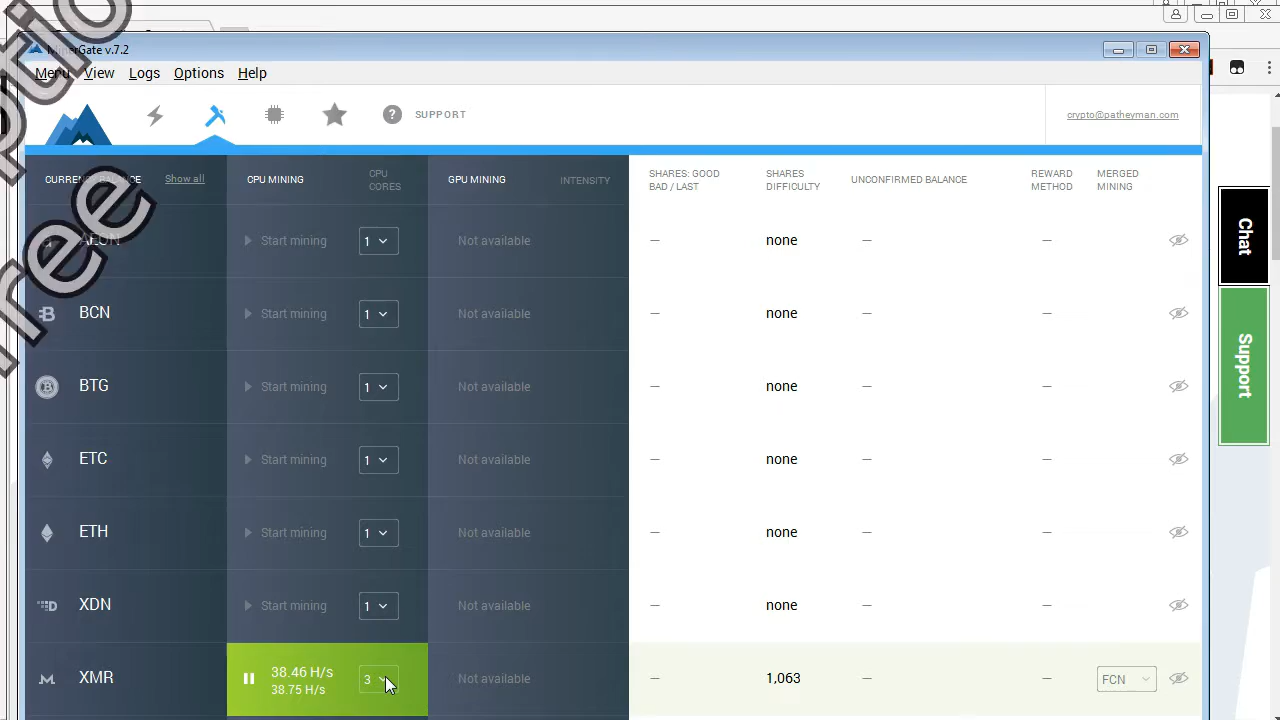 MinerGate v.7.2
Menu View Logs Options Help
SUPPORT
crypto@patheyman.com
CURRENT BALANCE Show all CPU MINING CPU CORES GPU MINING INTENSITY SHARES: GOOD BAD / LAST SHARES DIFFICULTY UNCONFIRMED BALANCE REWARD METHOD MERGED MINING
AEON Start mining 1 Not available — none — —
BCN Start mining 1 Not available — none — —
BTG Start mining 1 Not available — none — —
ETC Start mining 1 Not available — none — —
ETH Start mining 1 Not available — none — —
XDN Start mining 1 Not available — none — —
XMR 38.46 H/s 38.75 H/s 3 Not available — 1,063 — — FCN
Chat
Support